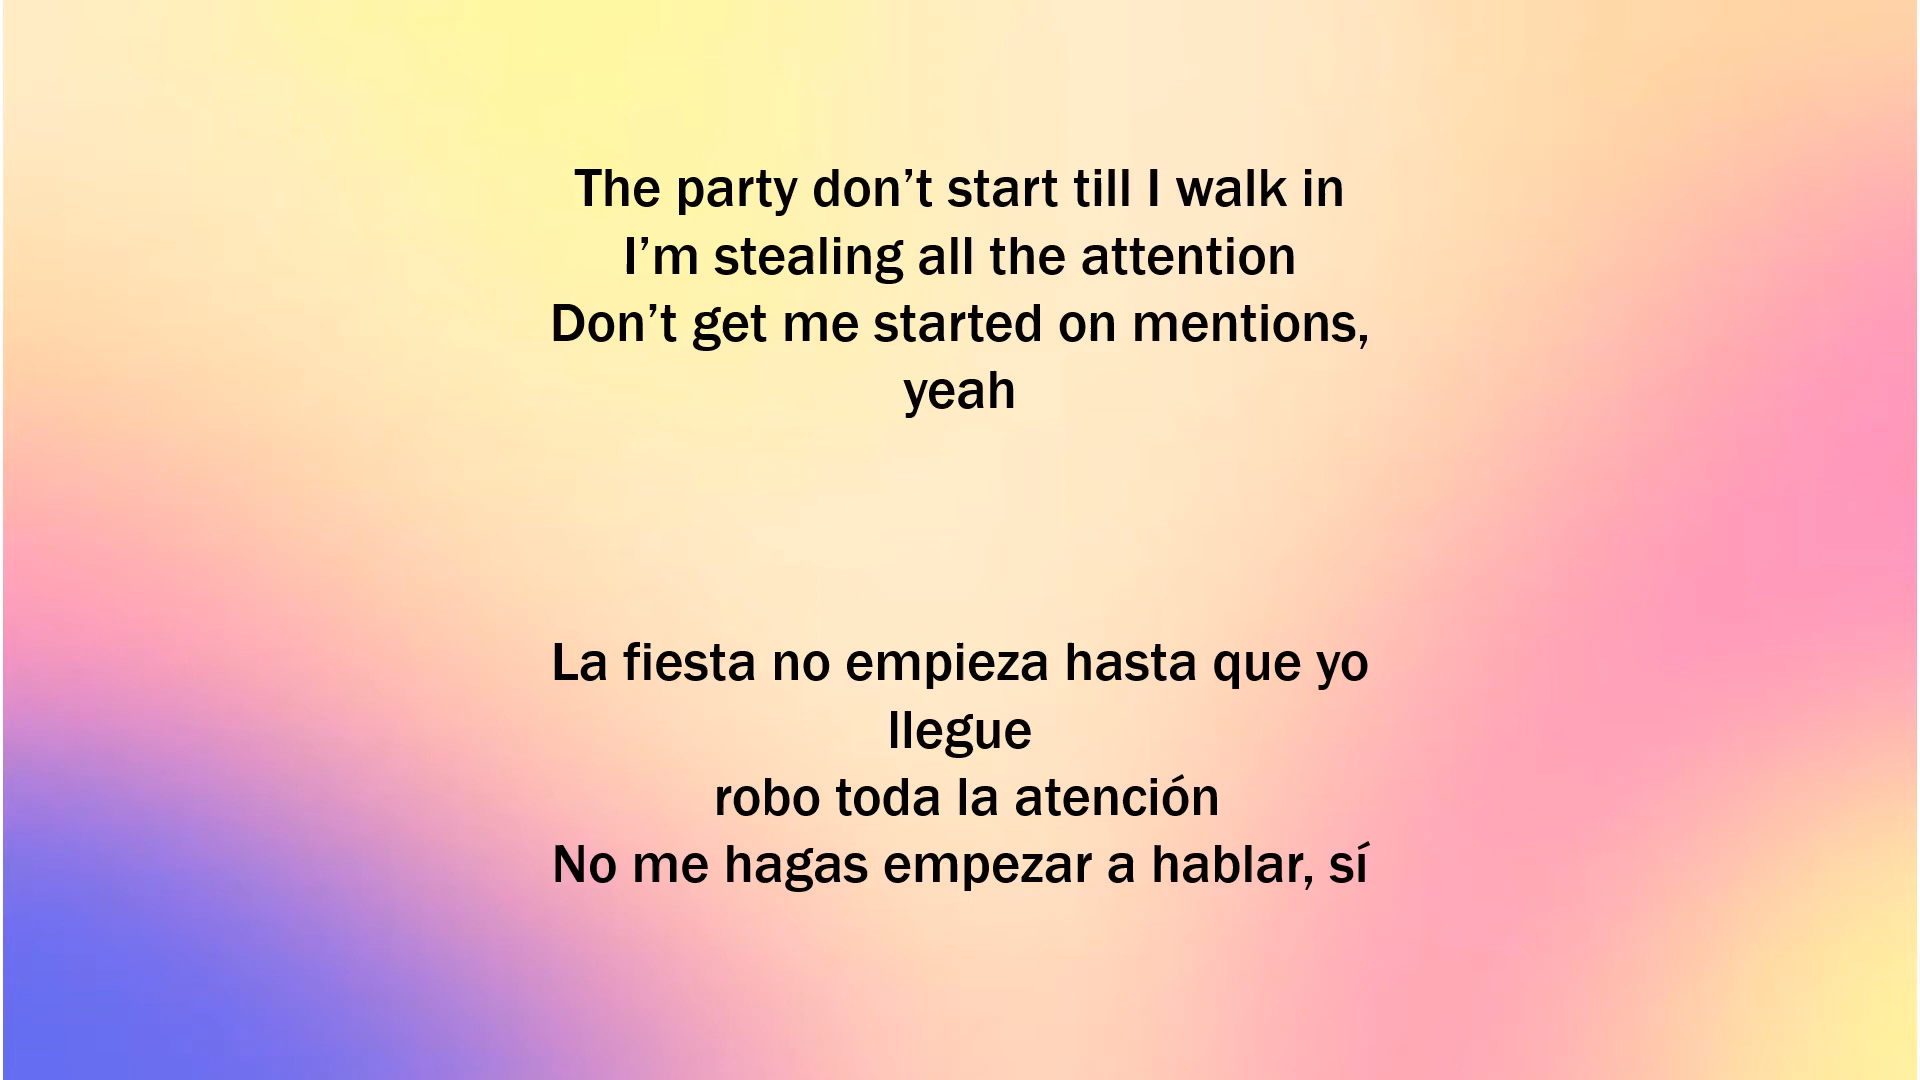 The party don’t start till I walk in
I’m stealing all the attention
Don’t get me started on mentions,
yeah
La fiesta no empieza hasta que yo
llegue
robo toda la atención
No me hagas empezar a hablar, sí